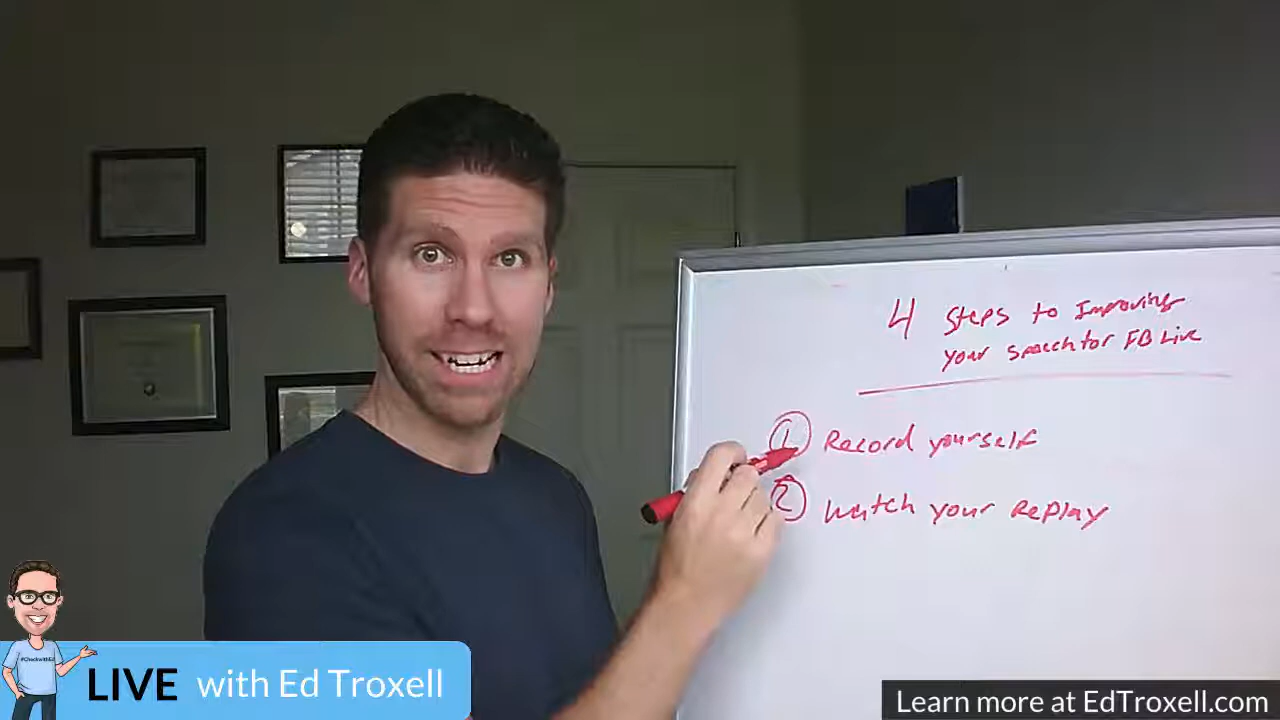 4 Steps to Improving
your speech for FB Live
1 Record yourself
2 Watch your Replay
#CheckwithEd
LIVE with Ed Troxell
Learn more at EdTroxell.com